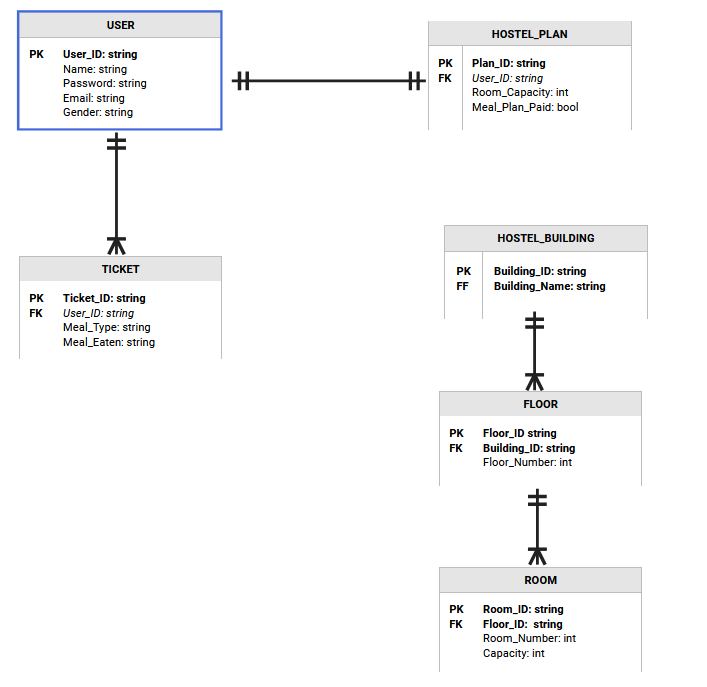 USER
PK User_ID: string
Name: string
Password: string
Email: string
Gender: string
HOSTEL_PLAN
PK Plan_ID: string
FK User_ID: string
Room_Capacity: int
Meal_Plan_Paid: bool
TICKET
PK Ticket_ID: string
FK User_ID: string
Meal_Type: string
Meal_Eaten: string
HOSTEL_BUILDING
PK Building_ID: string
FF Building_Name: string
FLOOR
PK Floor_ID string
FK Building_ID: string
Floor_Number: int
ROOM
PK Room_ID: string
FK Floor_ID: string
Room_Number: int
Capacity: int